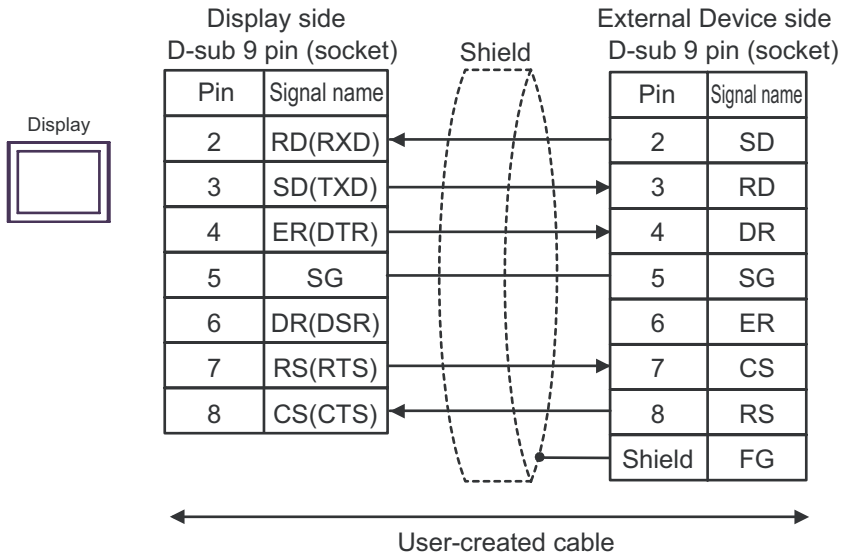 Display side
D-sub 9 pin (socket)
Shield
External Device side
D-sub 9 pin (socket)
Display
Pin Signal name Pin Signal name
2 RD(RXD) 2 SD
3 SD(TXD) 3 RD
4 ER(DTR) 4 DR
5 SG 5 SG
6 DR(DSR) 6 ER
7 RS(RTS) 7 CS
8 CS(CTS) 8 RS
Shield FG
User-created cable